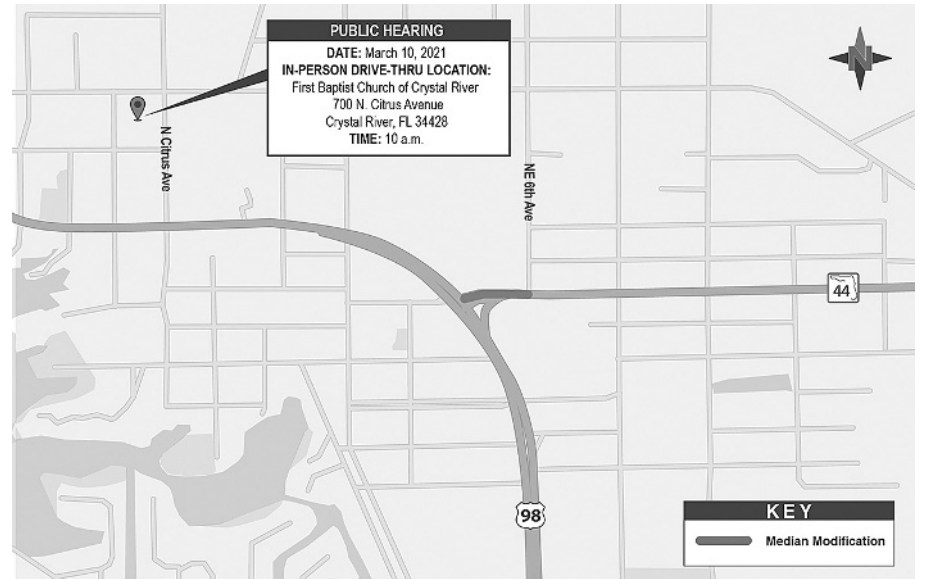 PUBLIC HEARING
DATE: March 10, 2021
IN-PERSON DRIVE-THRU LOCATION:
First Baptist Church of Crystal River
700 N. Citrus Avenue
Crystal River, FL 34428
TIME: 10 a.m.
N
N Citrus Ave
NE 6th Ave
44
98
KEY
Median Modification